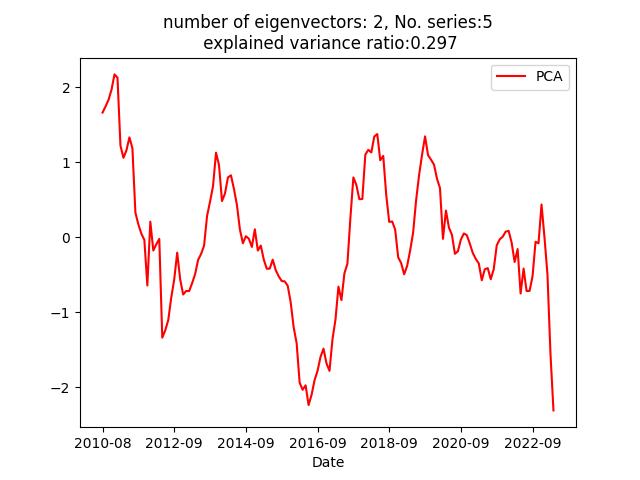 number of eigenvectors: 2, No. series:5
explained variance ratio:0.297
PCA
2
1
0
−1
−2
2010-08 2012-09 2014-09 2016-09 2018-09 2020-09 2022-09
Date